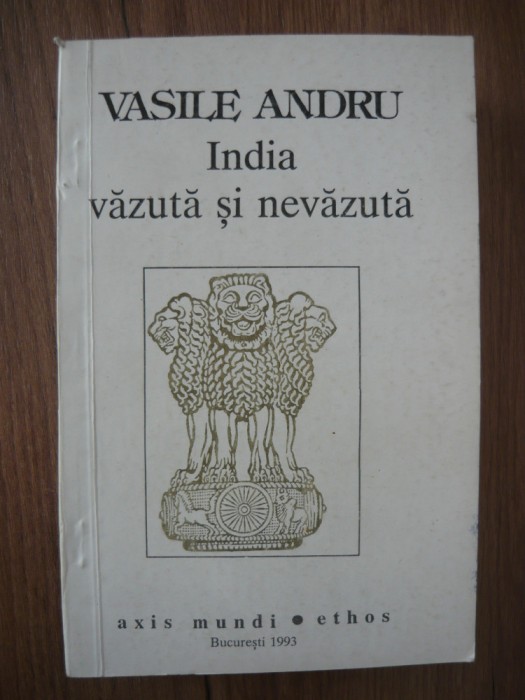 VASILE ANDRU
India
văzută și nevăzută
axis mundi • ethos
București 1993